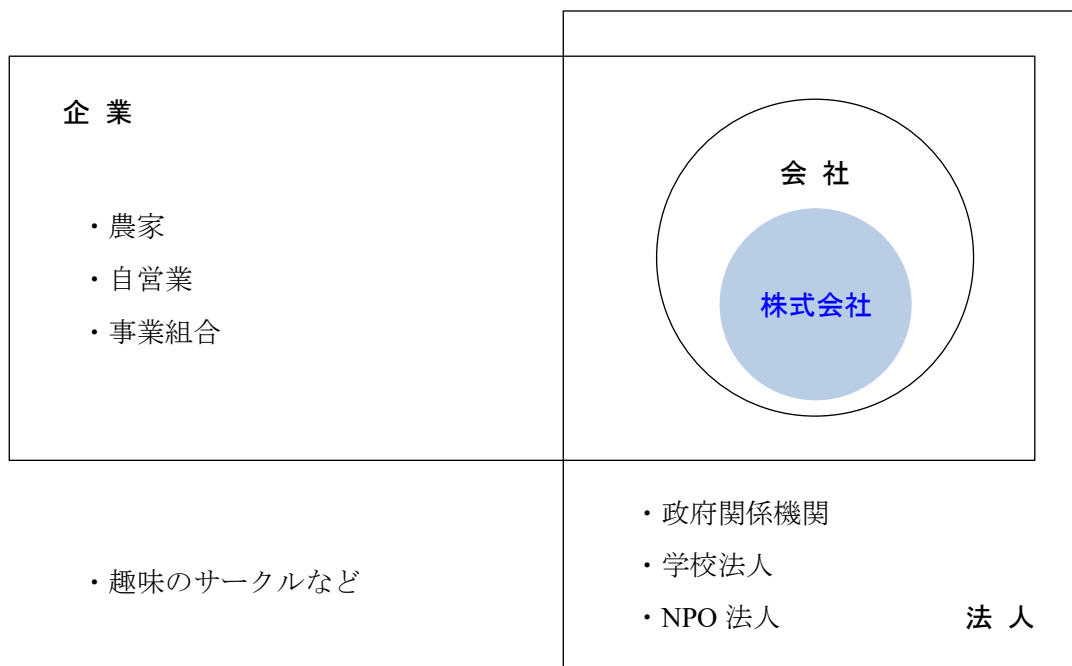 企 業
・農家
・自営業
・事業組合
会 社
株式会社
・趣味のサークルなど
・政府関係機関
・学校法人
・NPO 法人
法 人